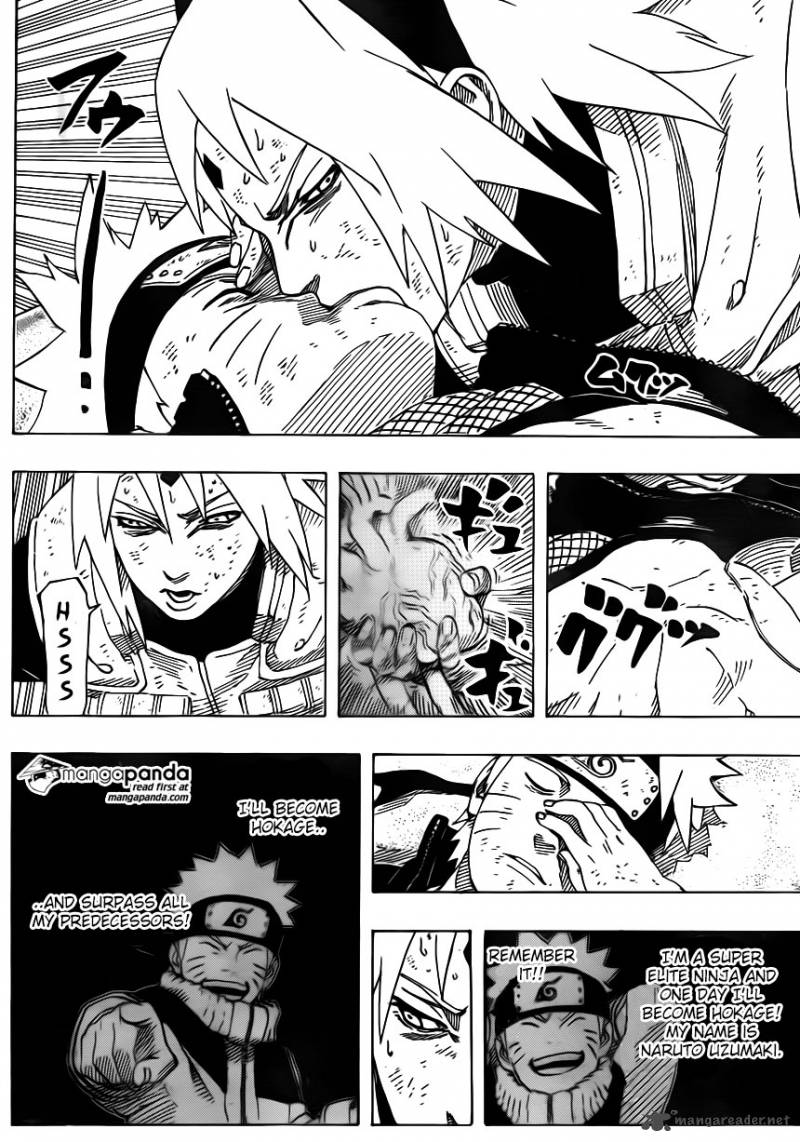 フゥ
...!
ムワッ
グググッ
ギュ
ギュ
HSSS
I'M A SUPER
ELITE NINJA AND
ONE DAY I'LL
BECOME HOKAGE!
MY NAME IS
NARUTO UZUMAKI.
REMEMBER
IT!!
I'LL BECOME
HOKAGE..
..AND SURPASS ALL
MY PREDECESSORS!
mangapanda
read first at
mangapanda.com
mangareader.net